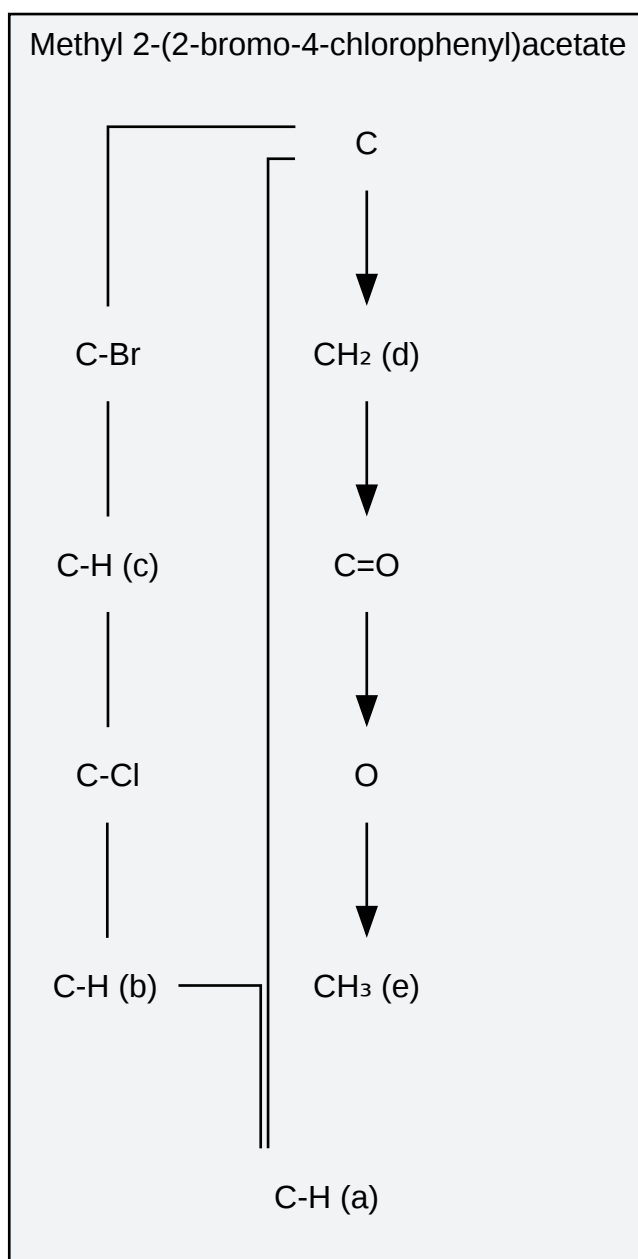 Methyl 2-(2-bromo-4-chlorophenyl)acetate
C
C-Br
CH₂ (d)
C-H (c)
C=O
C-Cl
O
C-H (b)
CH₃ (e)
C-H (a)